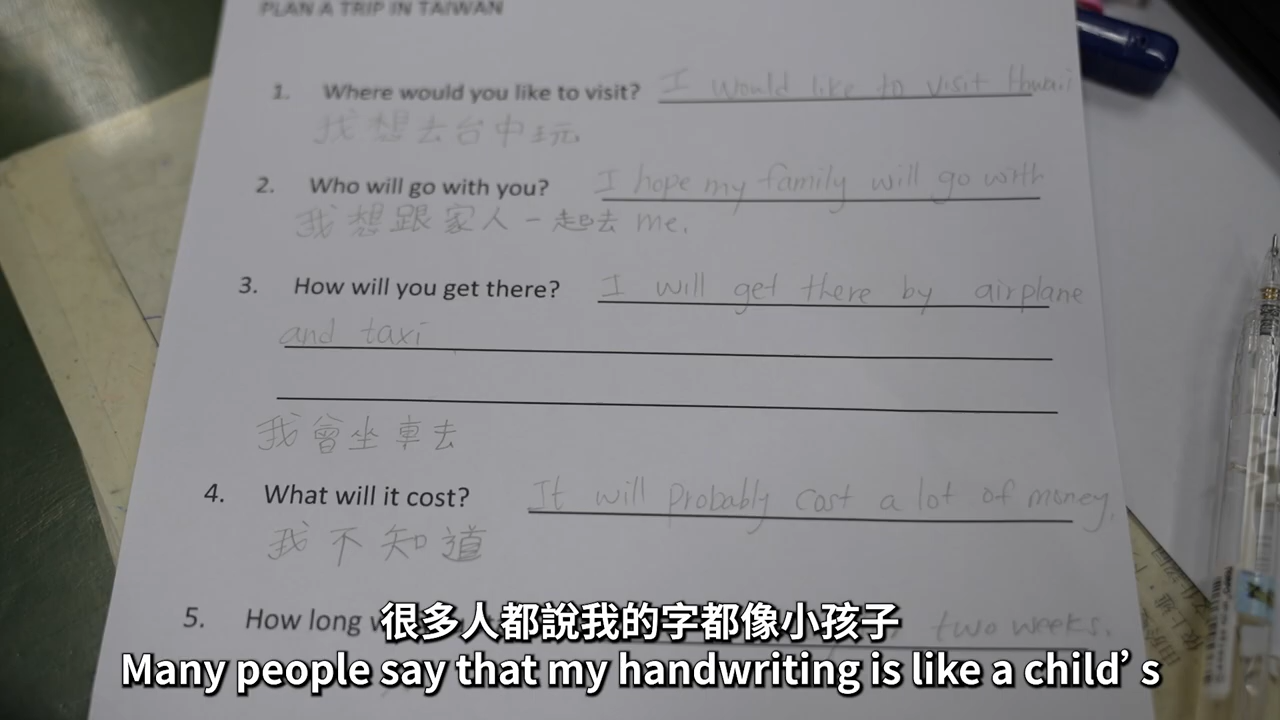 PLAN A TRIP IN TAIWAN
1. Where would you like to visit? I would like to visit Hwaii
我想去台中玩
2. Who will go with you? I hope my family will go with
我想跟家人一起去 me.
3. How will you get there? I will get there by airplane
and taxi
我會坐車去
4. What will it cost? It will probably cost a lot of money.
我不知道
5. How long two weeks.
很多人都說我的字都像小孩子
Many people say that my handwriting is like a child's